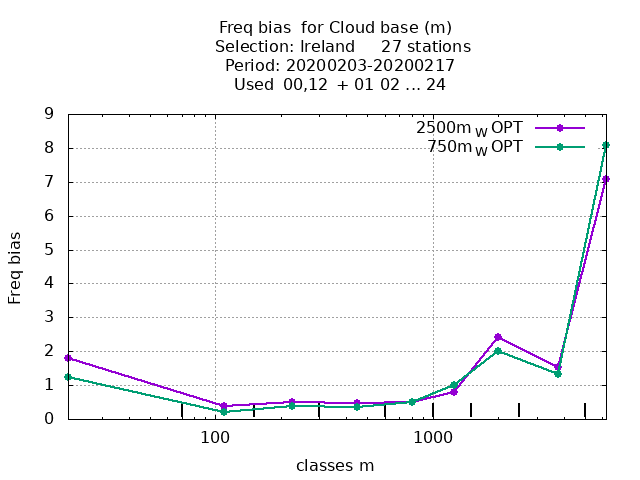 Freq bias  for Cloud base (m)
Selection: Ireland     27 stations
Period: 20200203-20200217
Used  00,12  + 01 02 ... 24
9
8
7
6
5
4
3
2
1
0
Freq bias
2500m W OPT
750m W OPT
100
1000
classes m